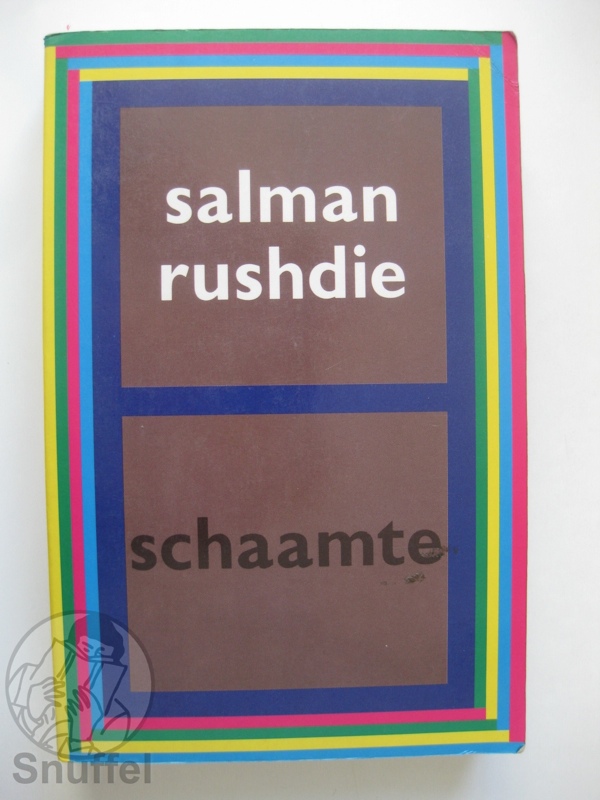 salman
rushdie
schaamte
Snuffel